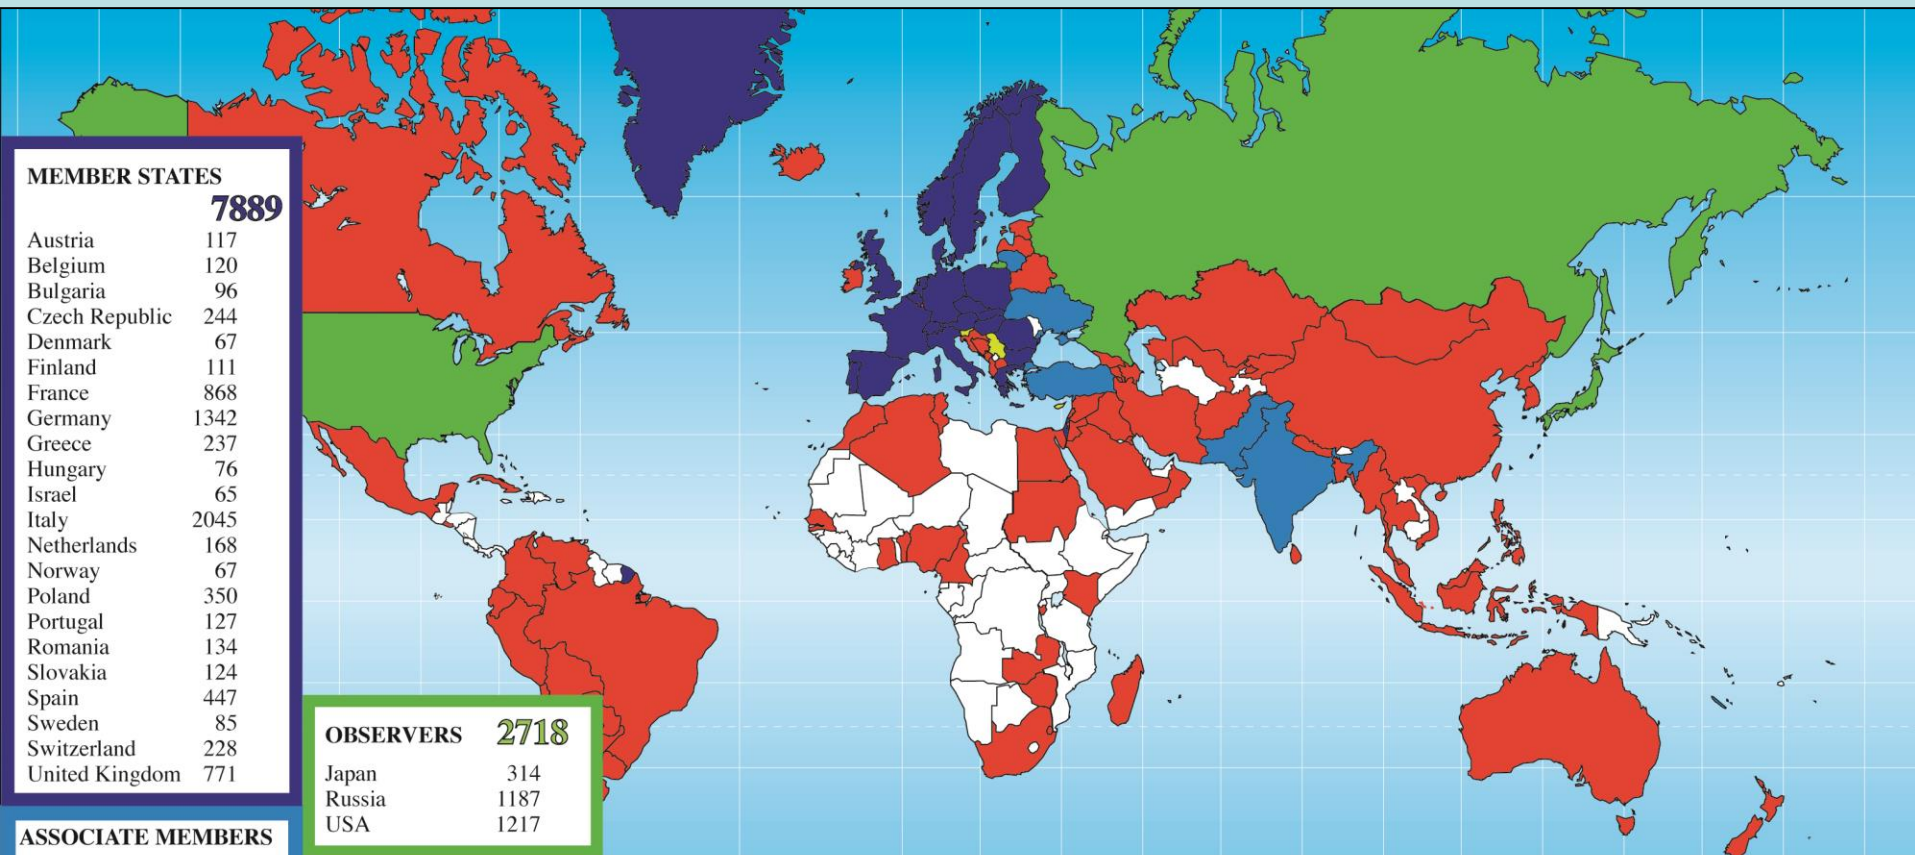 MEMBER STATES
7889
Austria 117
Belgium 120
Bulgaria 96
Czech Republic 244
Denmark 67
Finland 111
France 868
Germany 1342
Greece 237
Hungary 76
Israel 65
Italy 2045
Netherlands 168
Norway 67
Poland 350
Portugal 127
Romania 134
Slovakia 124
Spain 447
Sweden 85
Switzerland 228
United Kingdom 771
ASSOCIATE MEMBERS
OBSERVERS 2718
Japan 314
Russia 1187
USA 1217